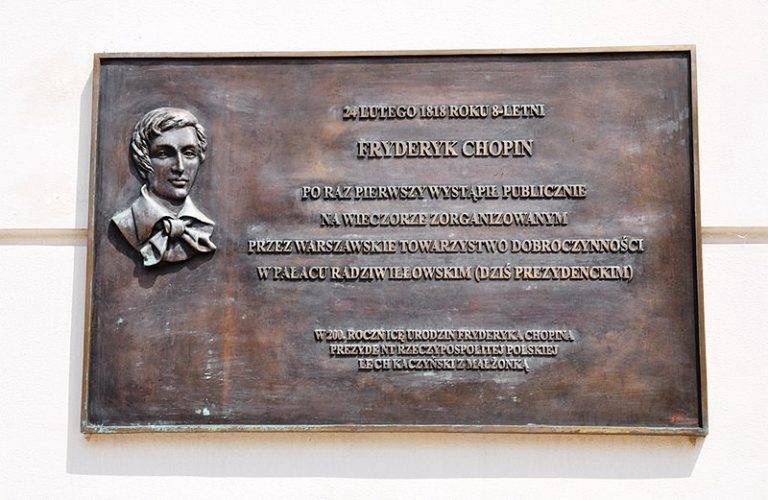 24 LUTEGO 1818 ROKU 8-LETNI
FRYDERYK CHOPIN
PO RAZ PIERWSZY WYSTĄPIŁ PUBLICZNIE
NA WIECZORZE ZORGANIZOWANYM
PRZEZ WARSZAWSKIE TOWARZYSTWO DOBROCZYNNOŚCI
W PAŁACU RADZIWIŁŁOWSKIM (DZIŚ PREZYDENCKIM)
W 200. ROCZNICĘ URODZIN FRYDERYKA CHOPINA
PREZYDENT RZECZYPOSPOLITEJ POLSKIEJ
LECH KACZYŃSKI Z MAŁŻONKĄ